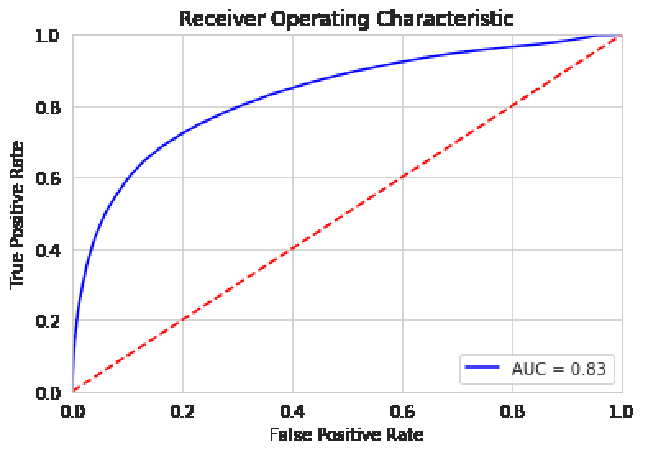 Receiver Operating Characteristic
1.0
0.8
0.6
0.4
0.2
0.0
True Positive Rate
AUC = 0.83
0.0 0.2 0.4 0.6 0.8 1.0
False Positive Rate